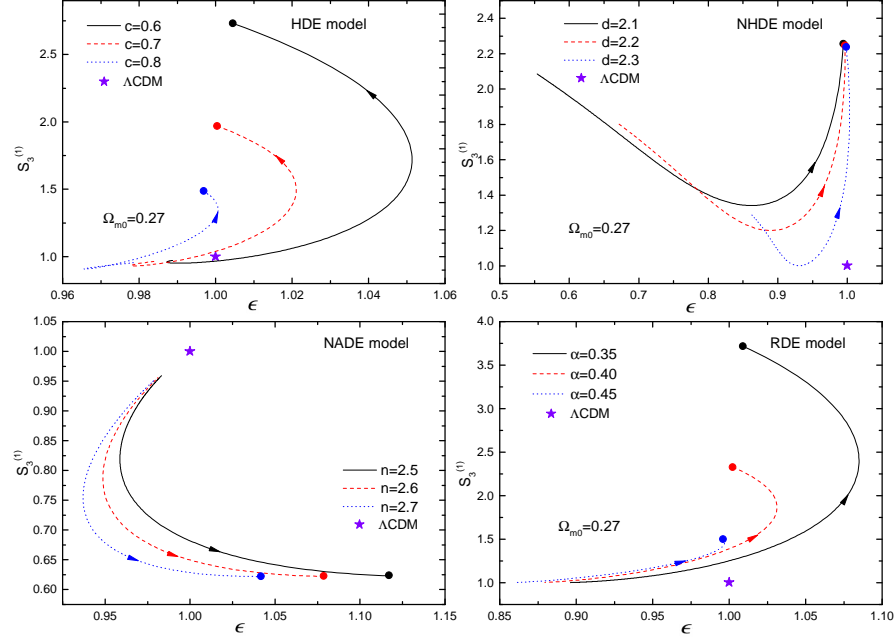 HDE model
c=0.6
c=0.7
c=0.8
ΛCDM
Ω_m0=0.27
S_3^(1)
2.5
2.0
1.5
1.0
0.96 0.98 1.00 1.02 1.04 1.06
ϵ
NHDE model
d=2.1
d=2.2
d=2.3
ΛCDM
Ω_m0=0.27
S_3^(1)
2.4
2.2
2.0
1.8
1.6
1.4
1.2
1.0
0.5 0.6 0.7 0.8 0.9 1.0
ϵ
NADE model
n=2.5
n=2.6
n=2.7
ΛCDM
S_3^(1)
1.05
1.00
0.95
0.90
0.85
0.80
0.75
0.70
0.65
0.60
0.95 1.00 1.05 1.10 1.15
ϵ
RDE model
α=0.35
α=0.40
α=0.45
ΛCDM
Ω_m0=0.27
S_3^(1)
4.0
3.5
3.0
2.5
2.0
1.5
1.0
0.85 0.90 0.95 1.00 1.05 1.10
ϵ